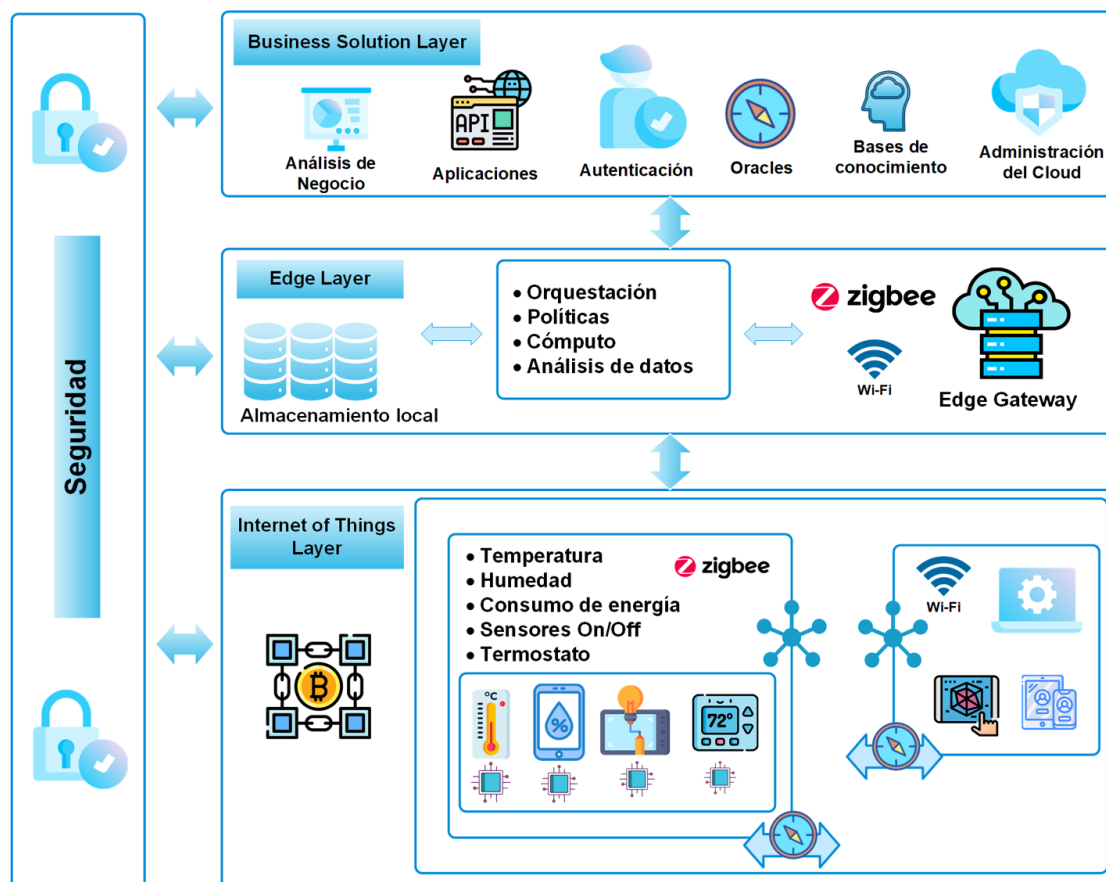 Seguridad
Business Solution Layer
API
Análisis de
Negocio
Aplicaciones
Autenticación
Oracles
Bases de
conocimiento
Administración
del Cloud
Edge Layer
Almacenamiento local
• Orquestación
• Políticas
• Cómputo
• Análisis de datos
zigbee
Wi-Fi
Edge Gateway
Internet of Things
Layer
• Temperatura
• Humedad
• Consumo de energía
• Sensores On/Off
• Termostato
zigbee
°C
%
72°
Wi-Fi